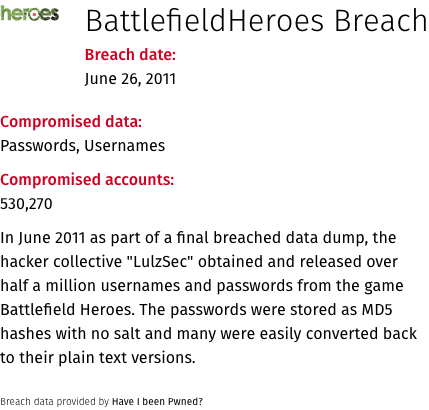 heroes
BattlefieldHeroes Breach
Breach date:
June 26, 2011
Compromised data:
Passwords, Usernames
Compromised accounts:
530,270
In June 2011 as part of a final breached data dump, the
hacker collective "LulzSec" obtained and released over
half a million usernames and passwords from the game
Battlefield Heroes. The passwords were stored as MD5
hashes with no salt and many were easily converted back
to their plain text versions.
Breach data provided by Have I been Pwned?